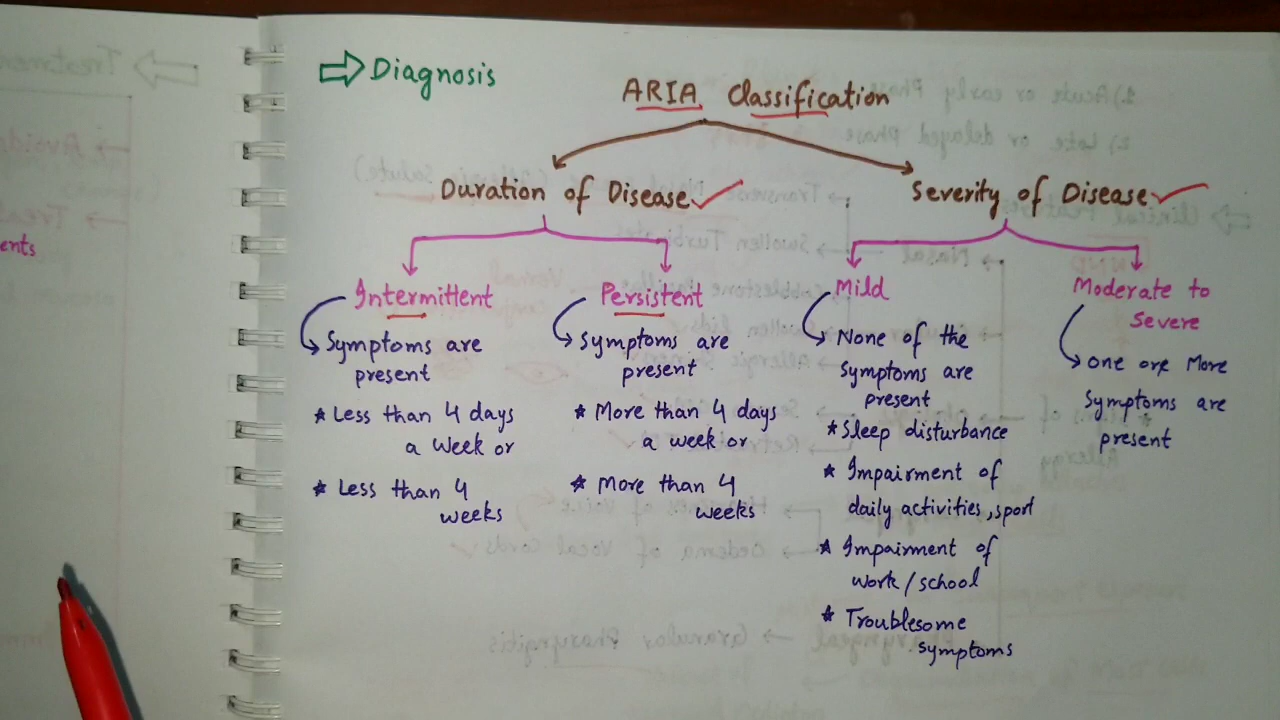 ⇒ Diagnosis
ARIA Classification
Duration of Disease
Severity of Disease
Intermittent
Symptoms are
present
* Less than 4 days
a week or
* Less than 4
weeks
Persistent
Symptoms are
present
* More than 4 days
a week or
* More than 4
weeks
Mild
None of the
symptoms are
present
* Sleep disturbance
* Impairment of
daily activities, sport
* Impairment of
work/school
* Troublesome
symptoms
Moderate to
Severe
one or More
symptoms are
present
ents